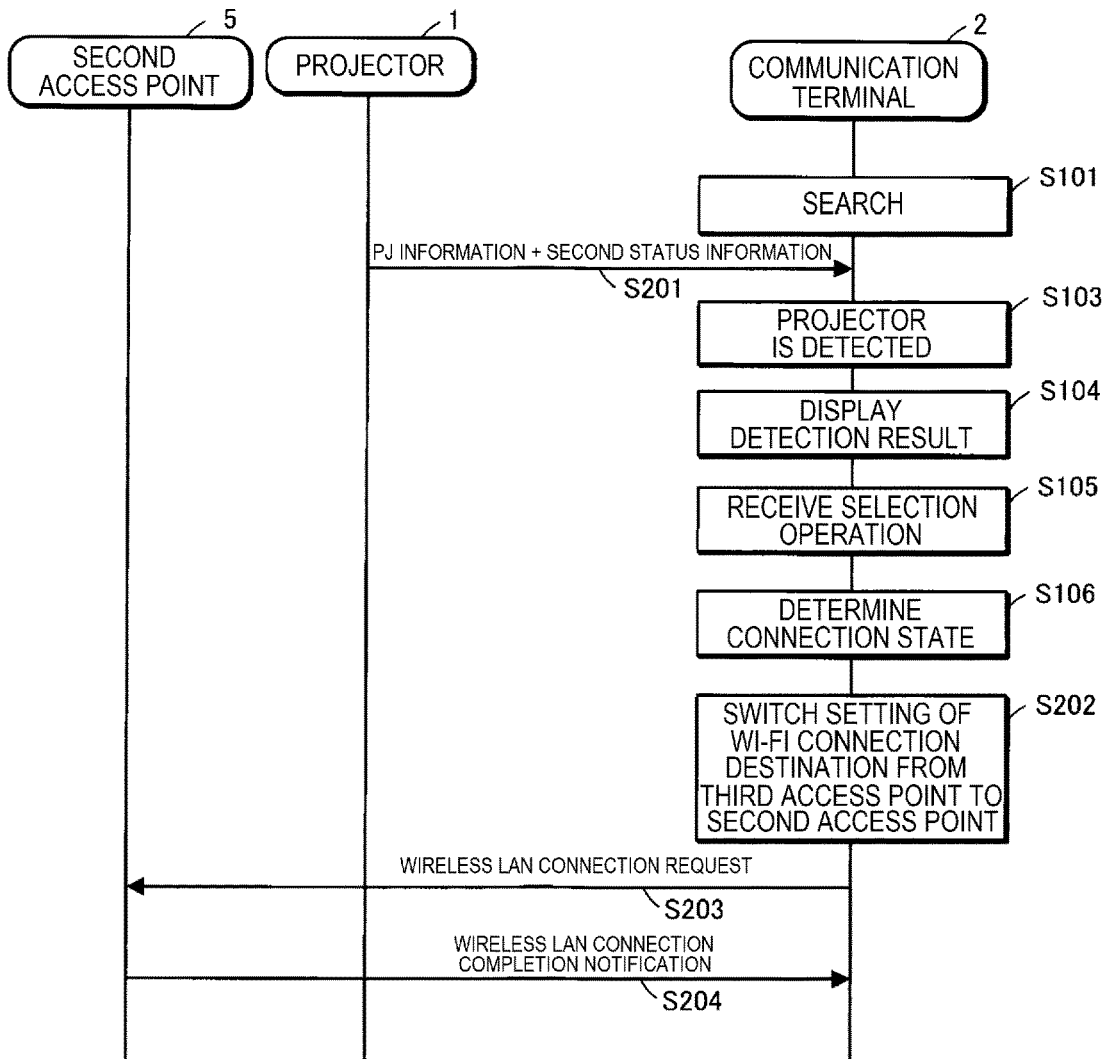 5
1
2
SECOND
ACCESS POINT
PROJECTOR
COMMUNICATION
TERMINAL
S101
SEARCH
PJ INFORMATION + SECOND STATUS INFORMATION
S201
S103
PROJECTOR
IS DETECTED
S104
DISPLAY
DETECTION RESULT
S105
RECEIVE SELECTION
OPERATION
S106
DETERMINE
CONNECTION STATE
S202
SWITCH SETTING OF
WI-FI CONNECTION
DESTINATION FROM
THIRD ACCESS POINT TO
SECOND ACCESS POINT
WIRELESS LAN CONNECTION REQUEST
S203
WIRELESS LAN CONNECTION
COMPLETION NOTIFICATION
S204